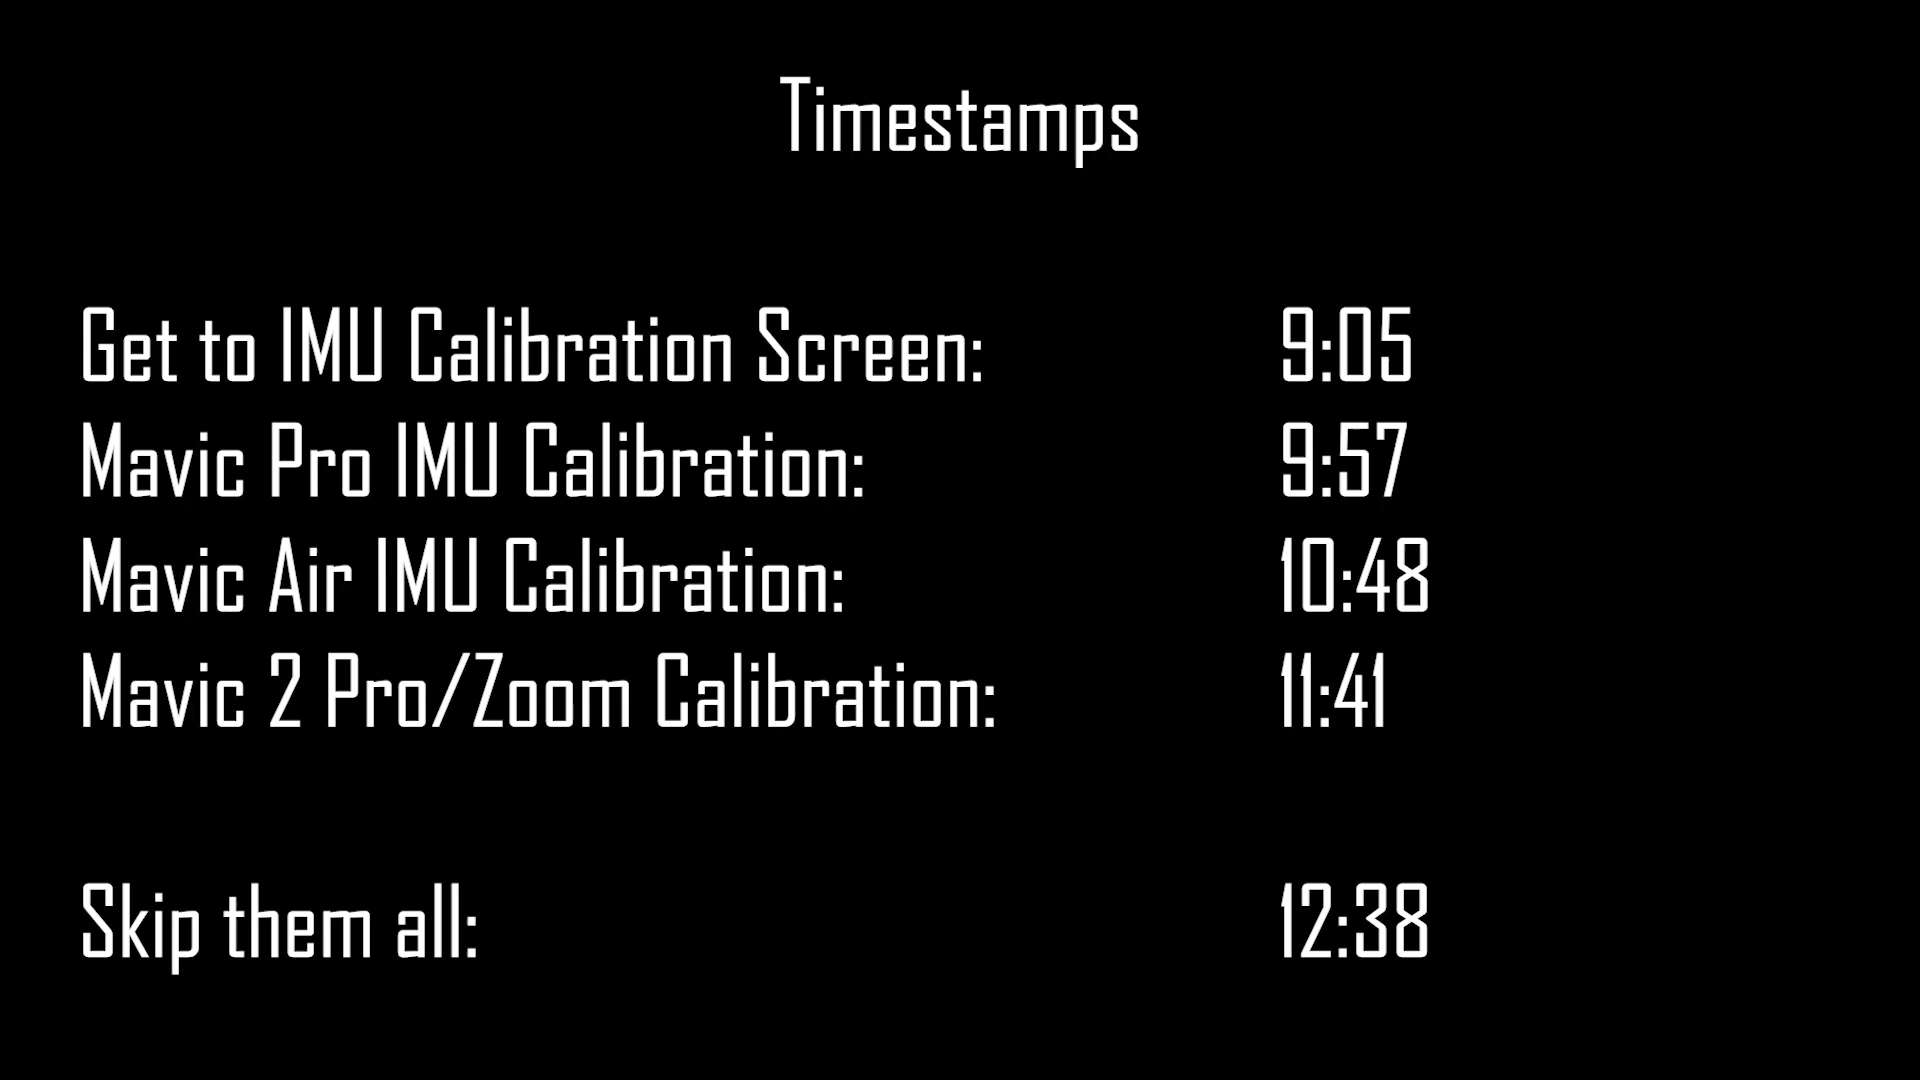 Timestamps
Get to IMU Calibration Screen: 9:05
Mavic Pro IMU Calibration: 9:57
Mavic Air IMU Calibration: 10:48
Mavic 2 Pro/Zoom Calibration: 11:41
Skip them all: 12:38